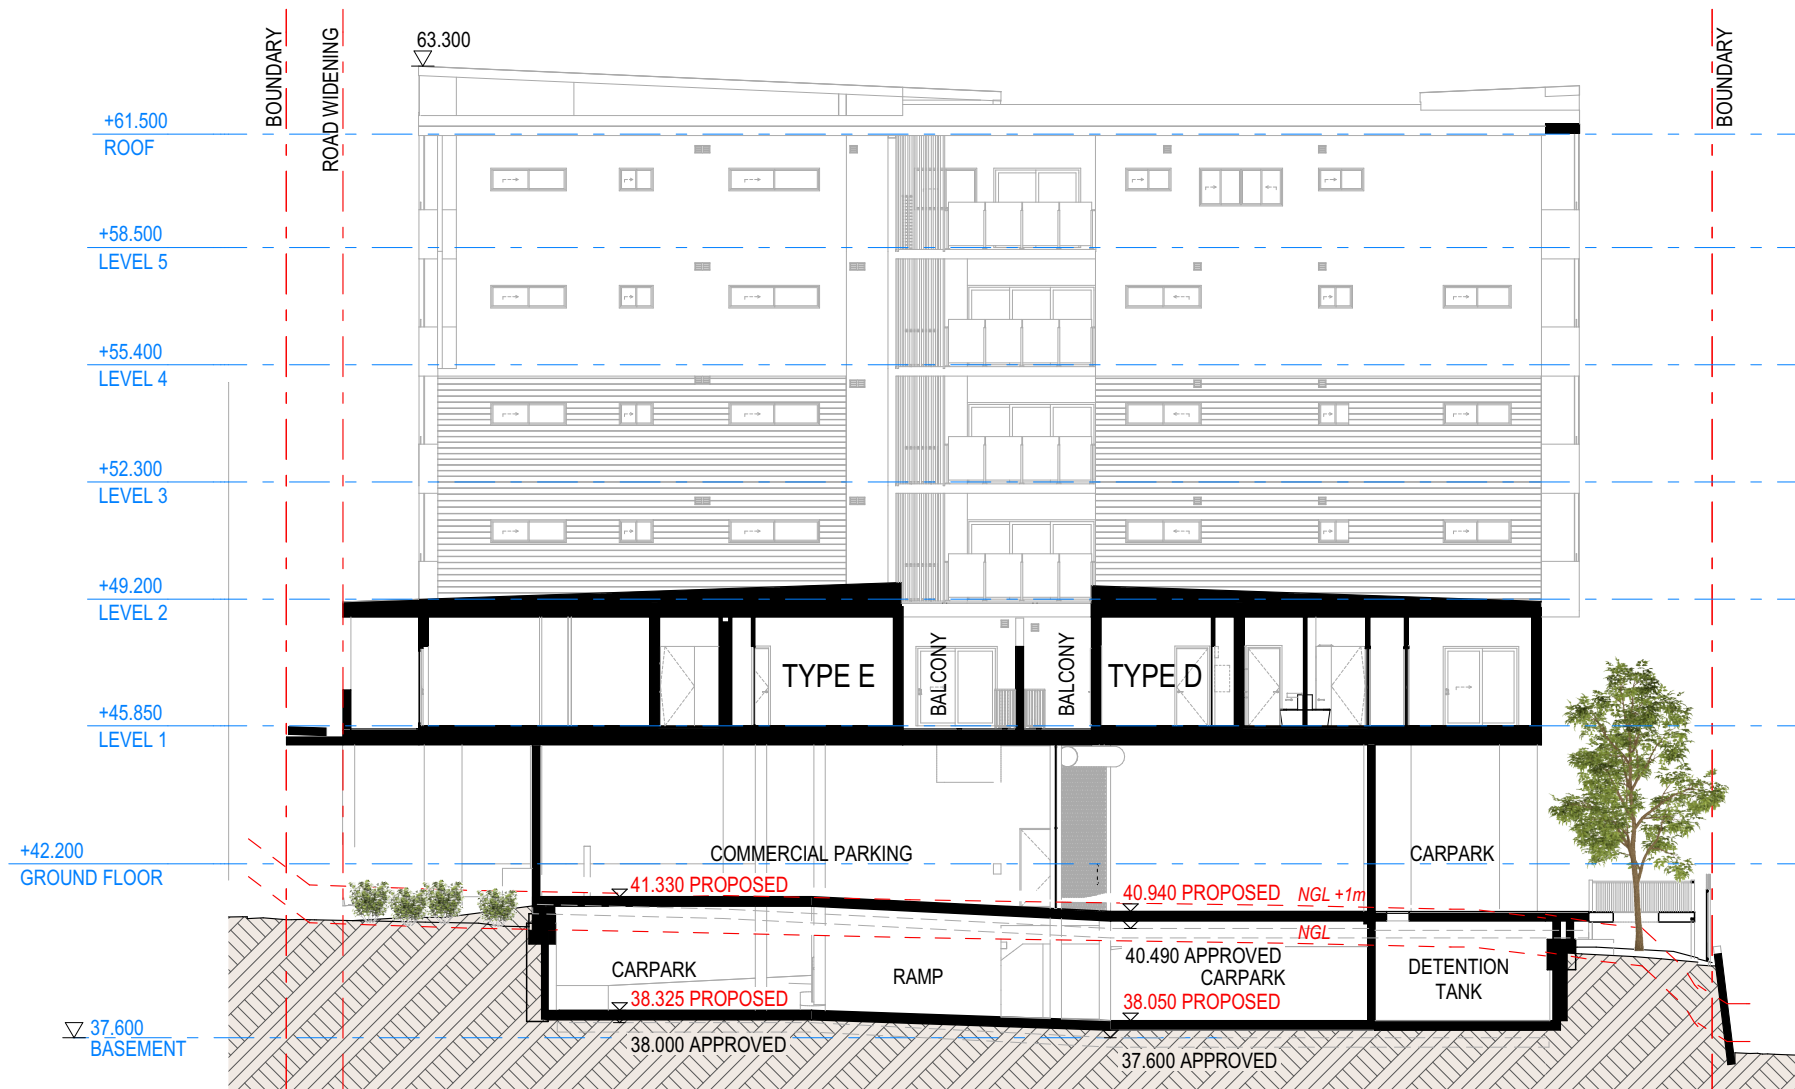 63.300
BOUNDARY
ROAD WIDENING
BOUNDARY
+61.500
ROOF
+58.500
LEVEL 5
+55.400
LEVEL 4
+52.300
LEVEL 3
+49.200
LEVEL 2
TYPE E
BALCONY
BALCONY
TYPE D
+45.850
LEVEL 1
+42.200
GROUND FLOOR
COMMERCIAL PARKING
CARPARK
41.330 PROPOSED
40.940 PROPOSED
NGL +1m
NGL
40.490 APPROVED
CARPARK
RAMP
CARPARK
DETENTION
TANK
38.325 PROPOSED
38.050 PROPOSED
37.600
BASEMENT
38.000 APPROVED
37.600 APPROVED